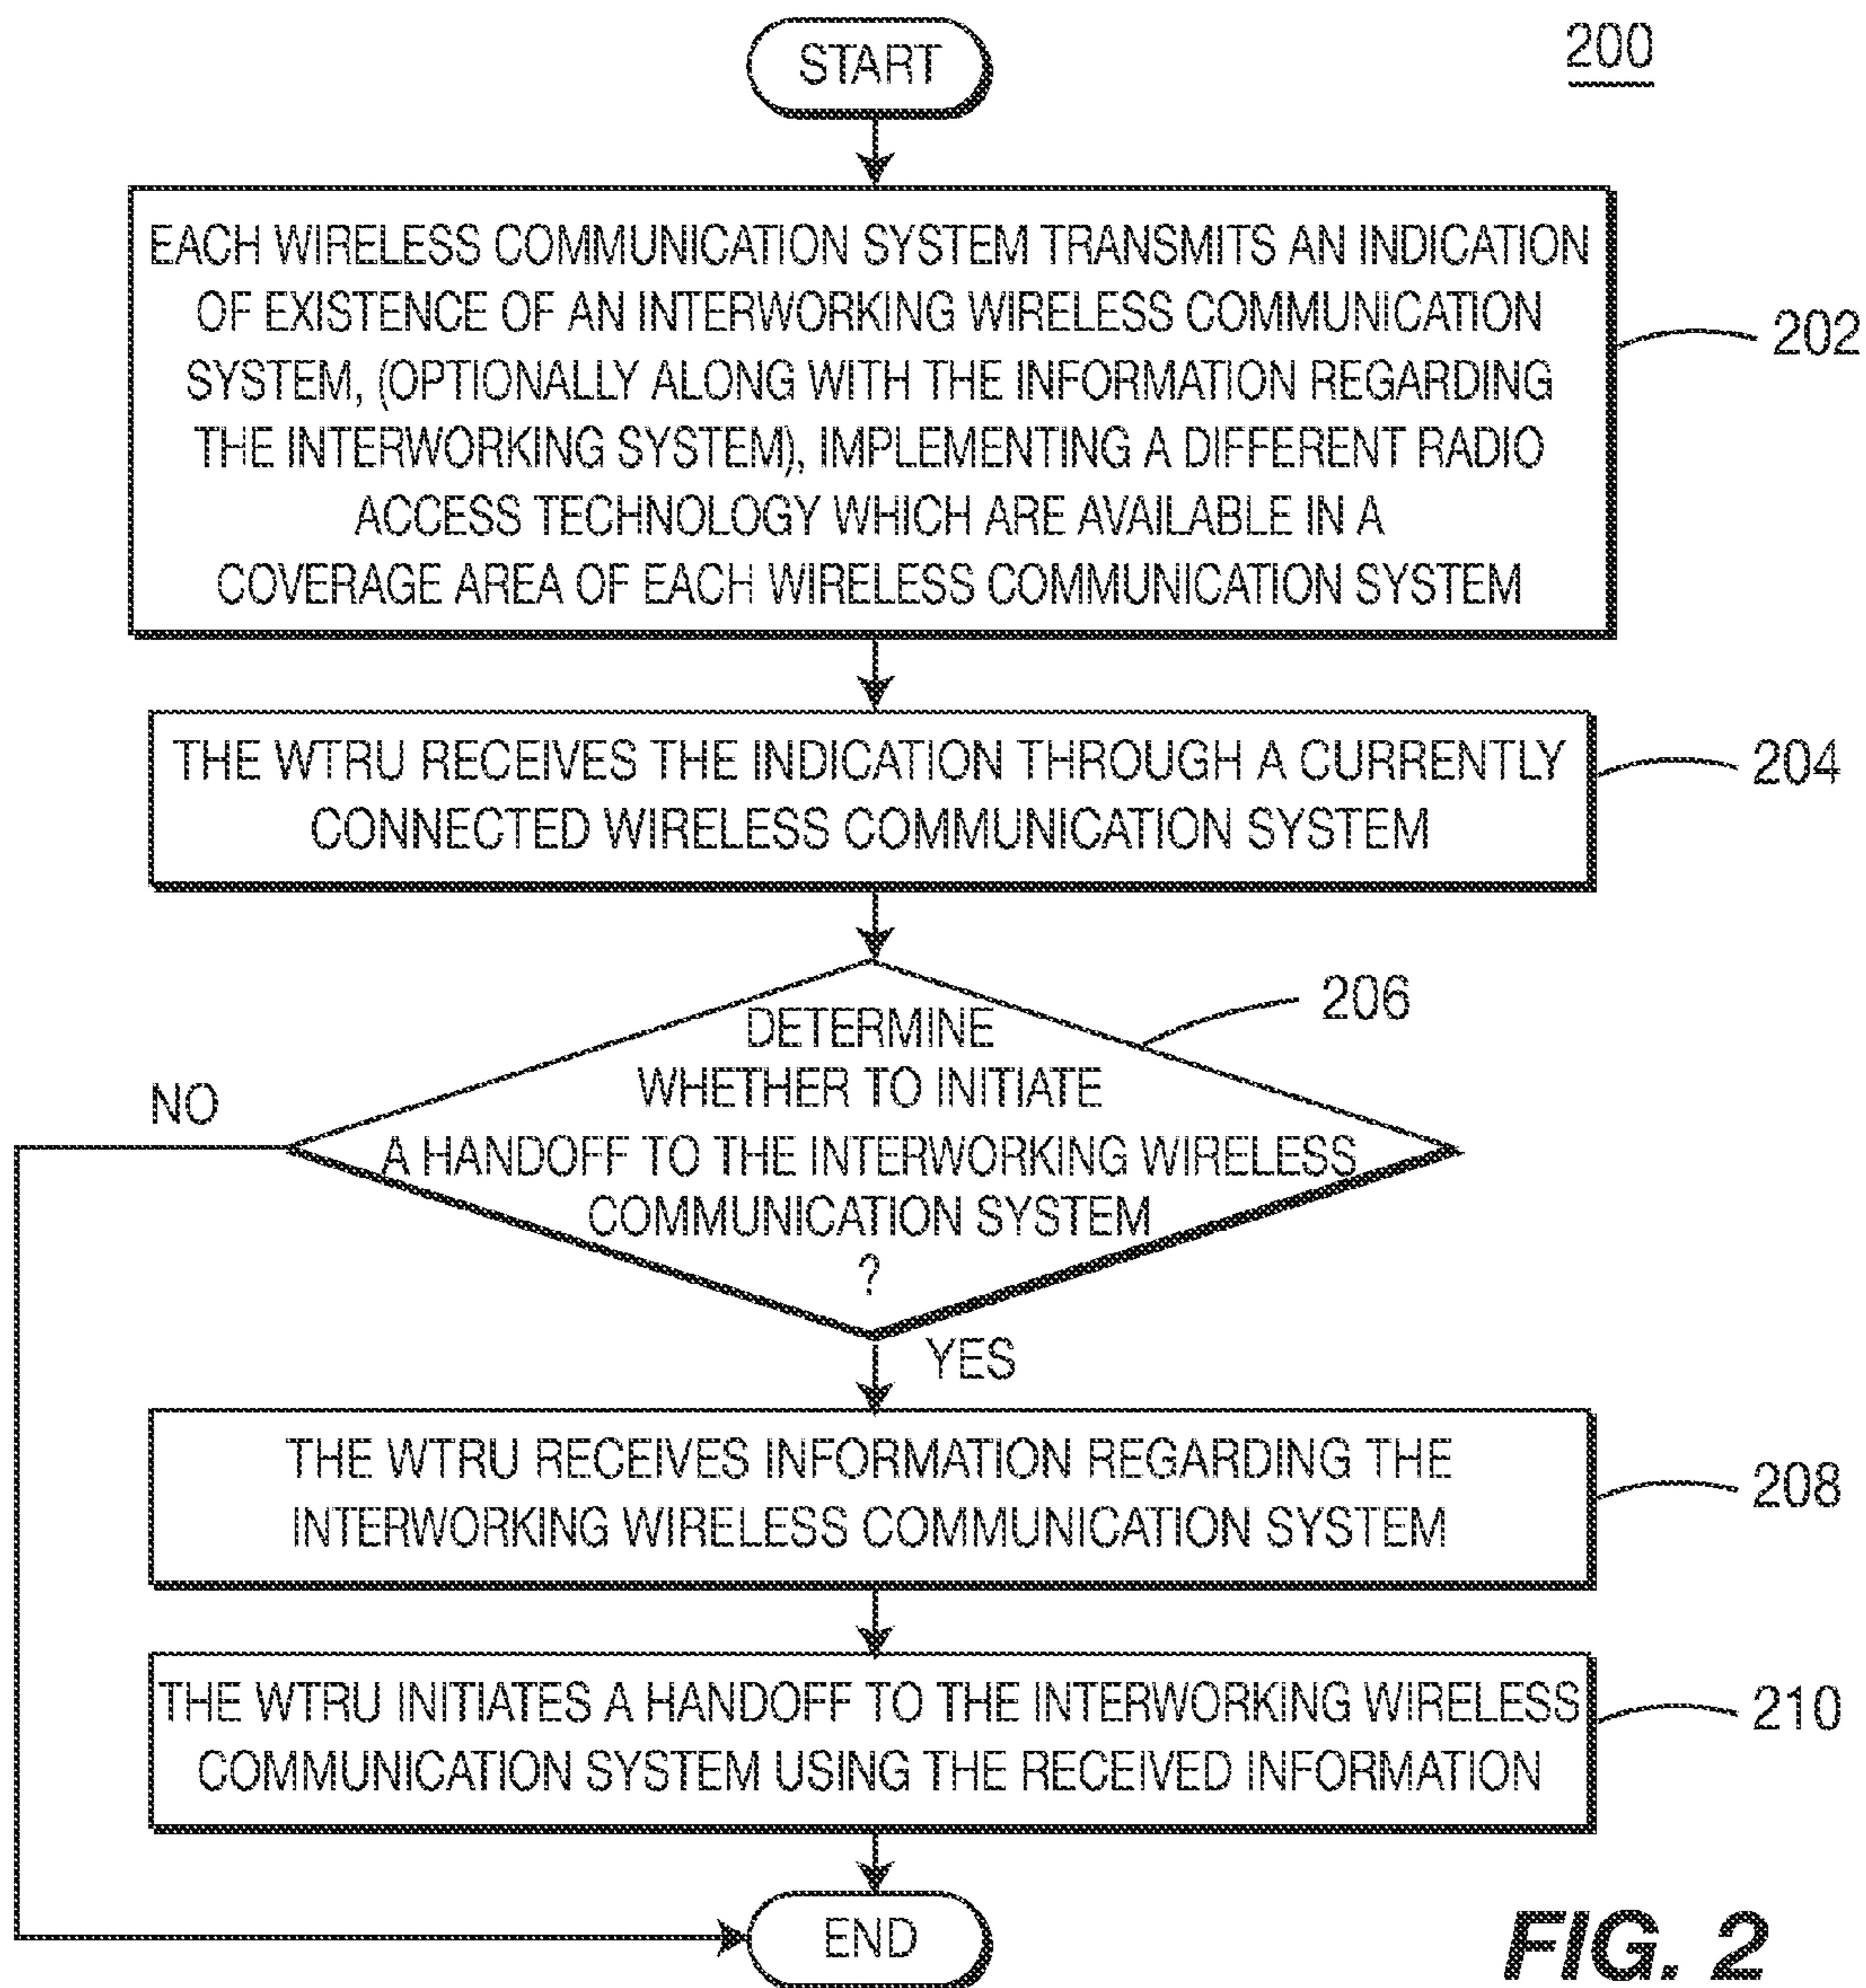 START
200
EACH WIRELESS COMMUNICATION SYSTEM TRANSMITS AN INDICATION
OF EXISTENCE OF AN INTERWORKING WIRELESS COMMUNICATION
SYSTEM, (OPTIONALLY ALONG WITH THE INFORMATION REGARDING
THE INTERWORKING SYSTEM), IMPLEMENTING A DIFFERENT RADIO
ACCESS TECHNOLOGY WHICH ARE AVAILABLE IN A
COVERAGE AREA OF EACH WIRELESS COMMUNICATION SYSTEM
202
THE WTRU RECEIVES THE INDICATION THROUGH A CURRENTLY
CONNECTED WIRELESS COMMUNICATION SYSTEM
204
DETERMINE
WHETHER TO INITIATE
A HANDOFF TO THE INTERWORKING WIRELESS
COMMUNICATION SYSTEM
?
206
NO
YES
THE WTRU RECEIVES INFORMATION REGARDING THE
INTERWORKING WIRELESS COMMUNICATION SYSTEM
208
THE WTRU INITIATES A HANDOFF TO THE INTERWORKING WIRELESS
COMMUNICATION SYSTEM USING THE RECEIVED INFORMATION
210
END
FIG. 2